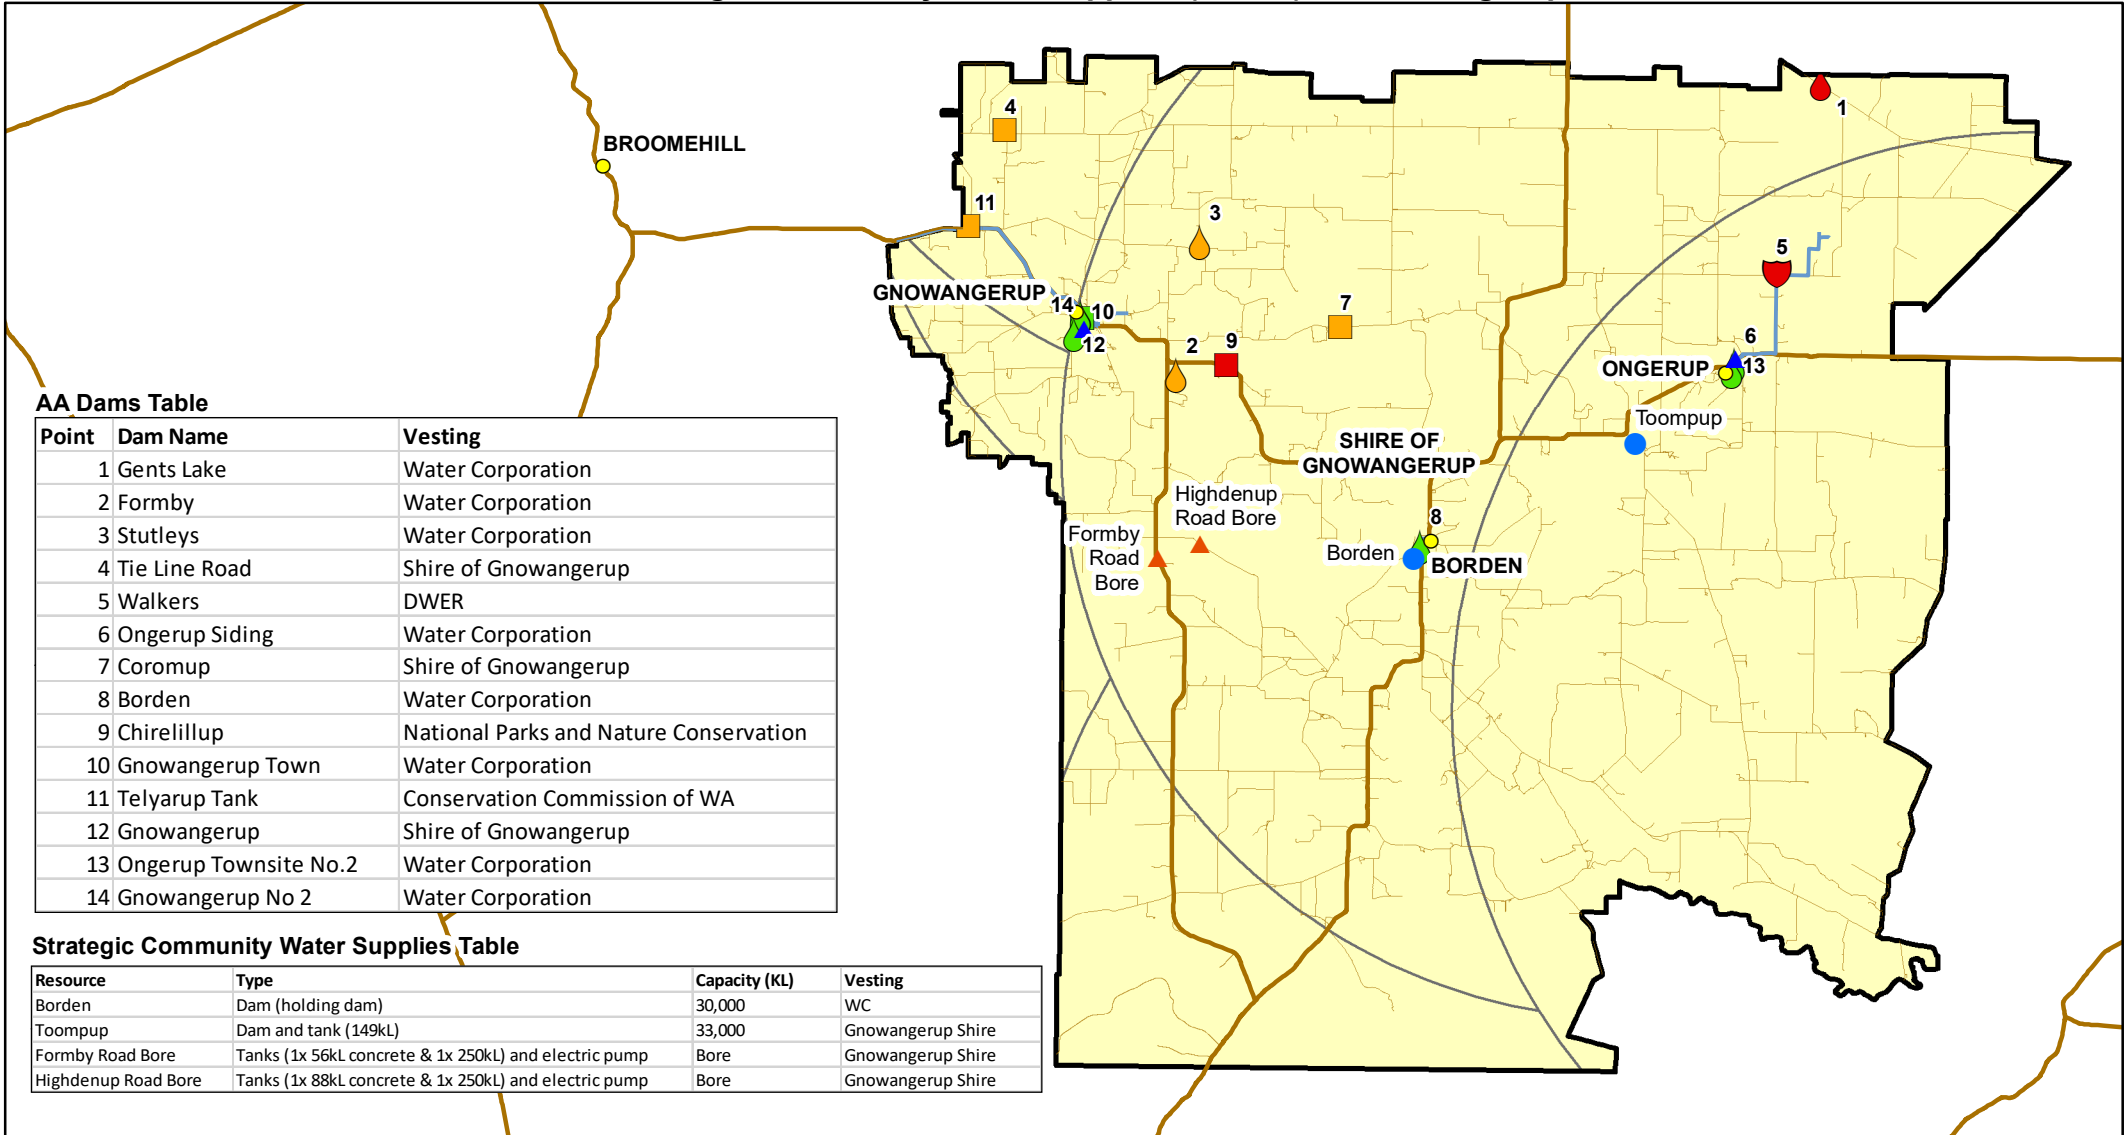 BROOMEHILL
4
1
11
3
5
GNOWANGERUP
14
10
7
12
2
9
6
ONGERUP
13
Toompup
SHIRE OF
GNOWANGERUP
Highdenup
Road Bore
8
Formby
Road
Bore
Borden
BORDEN
AA Dams Table
Point Dam Name Vesting
1 Gents Lake Water Corporation
2 Formby Water Corporation
3 Stutleys Water Corporation
4 Tie Line Road Shire of Gnowangerup
5 Walkers DWER
6 Ongerup Siding Water Corporation
7 Coromup Shire of Gnowangerup
8 Borden Water Corporation
9 Chirelillup National Parks and Nature Conservation
10 Gnowangerup Town Water Corporation
11 Telyarup Tank Conservation Commission of WA
12 Gnowangerup Shire of Gnowangerup
13 Ongerup Townsite No.2 Water Corporation
14 Gnowangerup No 2 Water Corporation
Strategic Community Water Supplies Table
Resource Type Capacity (KL) Vesting
Borden Dam (holding dam) 30,000 WC
Toompup Dam and tank (149kL) 33,000 Gnowangerup Shire
Formby Road Bore Tanks (1x 56kL concrete & 1x 250kL) and electric pump Bore Gnowangerup Shire
Highdenup Road Bore Tanks (1x 88kL concrete & 1x 250kL) and electric pump Bore Gnowangerup Shire